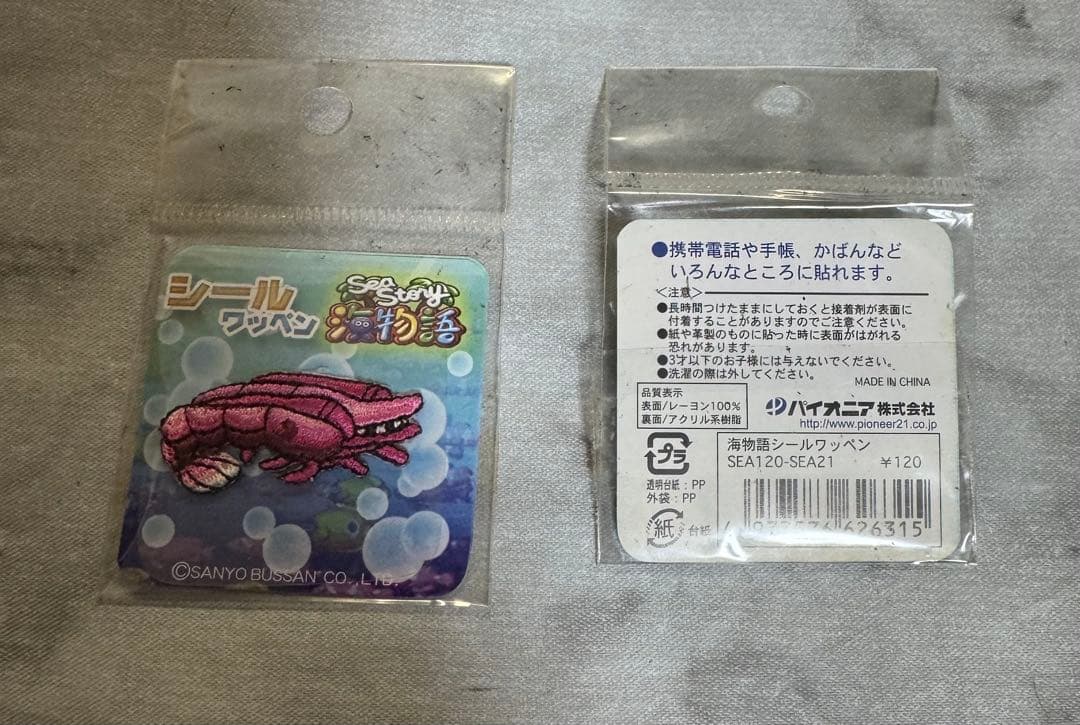 シール
ワッペン
Sea Story
海物語
©SANYO BUSSAN CO.,LTD.
●携帯電話や手帳、かばんなど
いろんなところに貼れます。
＜注意＞
●長時間つけたままにしておくと接着剤が表面に
付着することがありますのでご注意ください。
●紙や革製のものに貼った時に表面がはがれる
恐れがあります。
●3才以下のお子様には与えないでください。
●洗濯の際は外してください。
MADE IN CHINA
品質表示
表面/レーヨン100%
裏面/アクリル系樹脂
パイオニア株式会社
http://www.pioneer21.co.jp
プラ
透明台紙：PP
外袋：PP
紙 台紙
海物語シールワッペン
SEA120-SEA21 ￥120
626315